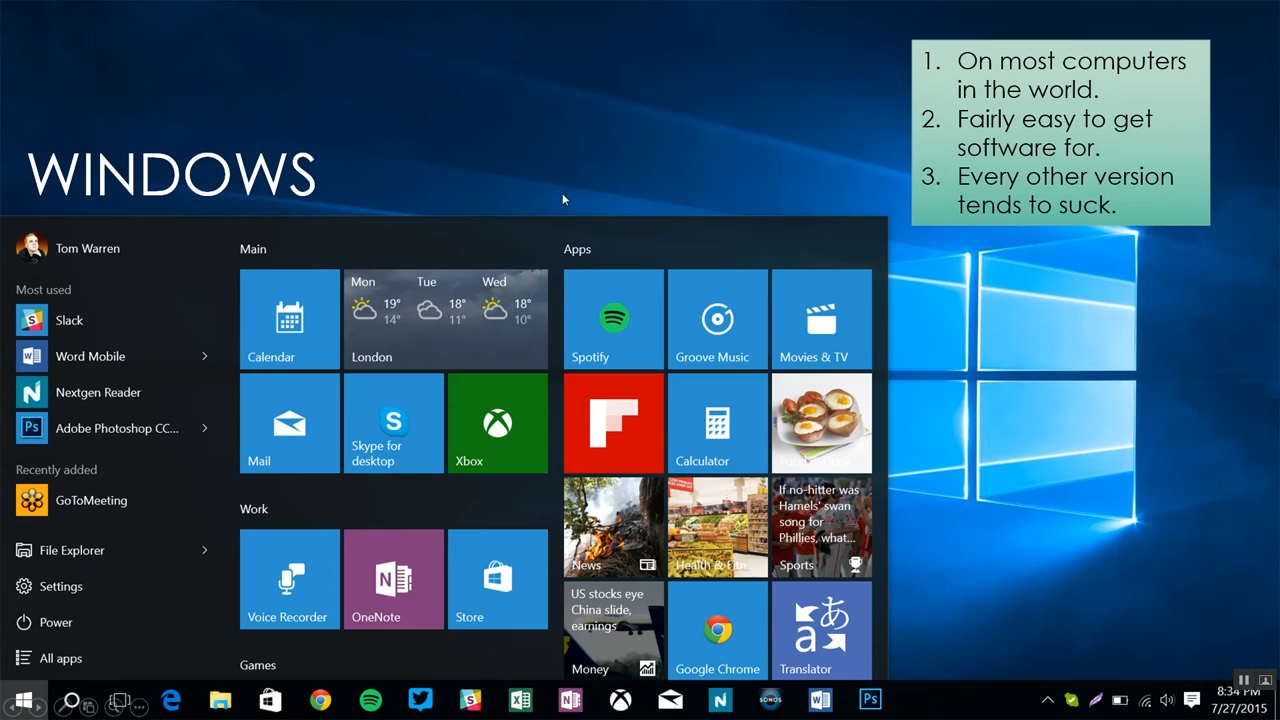 1. On most computers
in the world.
2. Fairly easy to get
software for.
3. Every other version
tends to suck.
WINDOWS
Tom Warren
Most used
Slack
Word Mobile
Nextgen Reader
Adobe Photoshop CC...
Recently added
GoToMeeting
File Explorer
Settings
Power
All apps
Main
Calendar
Mon Tue Wed
19° 18° 18°
14° 11° 10°
London
Mail
Skype for
desktop
Xbox
Work
Voice Recorder
OneNote
Store
Games
Apps
Spotify
Groove Music
Movies & TV
Calculator
News
Health & Fitn...
If no-hitter was
Hamels' swan
song for
Phillies, what...
Sports
US stocks eye
China slide,
earnings
Money
Google Chrome
Translator
SONOS
8:34 PM
7/27/2015